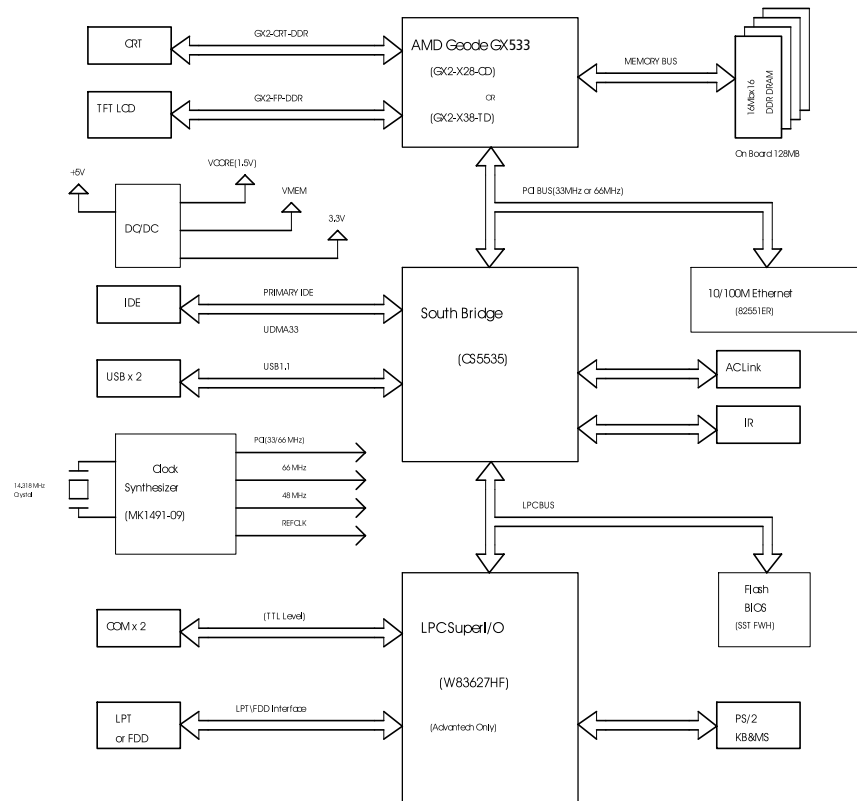 CRT
GX2-CRT-DDR
AMD Geode GX533
(GX2-X28-CD)
OR
(GX2-X38-TD)
MEMORY BUS
16Mbx16
DDR DRAM
On Board 128MB
TFT LCD
GX2-FP-DDR
+5V
VCORE(1.5V)
VMEM
3.3V
DC/DC
PCI BUS(33MHz or 66MHz)
10/100M Ethernet
(82551ER)
IDE
PRIMARY IDE
UDMA33
South Bridge
(CS5535)
USB x 2
USB1.1
ACLink
IR
14.318 MHz
Crystal
Clock
Synthesizer
(MK1491-09)
PCI(33/66 MHz)
66 MHz
48 MHz
REFCLK
LPCBUS
Flash
BIOS
(SST FWH)
COM x 2
(TTL Level)
LPCSuperI/O
(W83627HF)
(Advantech Only)
LPT
or FDD
LPT\FDD Interface
PS/2
KB&MS